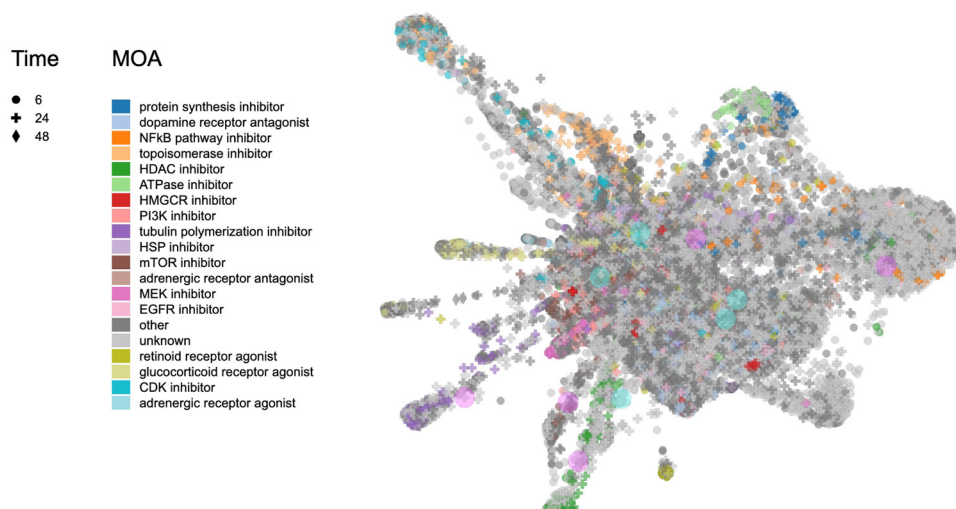 Time
6
24
48
MOA
protein synthesis inhibitor
dopamine receptor antagonist
NFkB pathway inhibitor
topoisomerase inhibitor
HDAC inhibitor
ATPase inhibitor
HMGCR inhibitor
PI3K inhibitor
tubulin polymerization inhibitor
HSP inhibitor
mTOR inhibitor
adrenergic receptor antagonist
MEK inhibitor
EGFR inhibitor
other
unknown
retinoid receptor agonist
glucocorticoid receptor agonist
CDK inhibitor
adrenergic receptor agonist